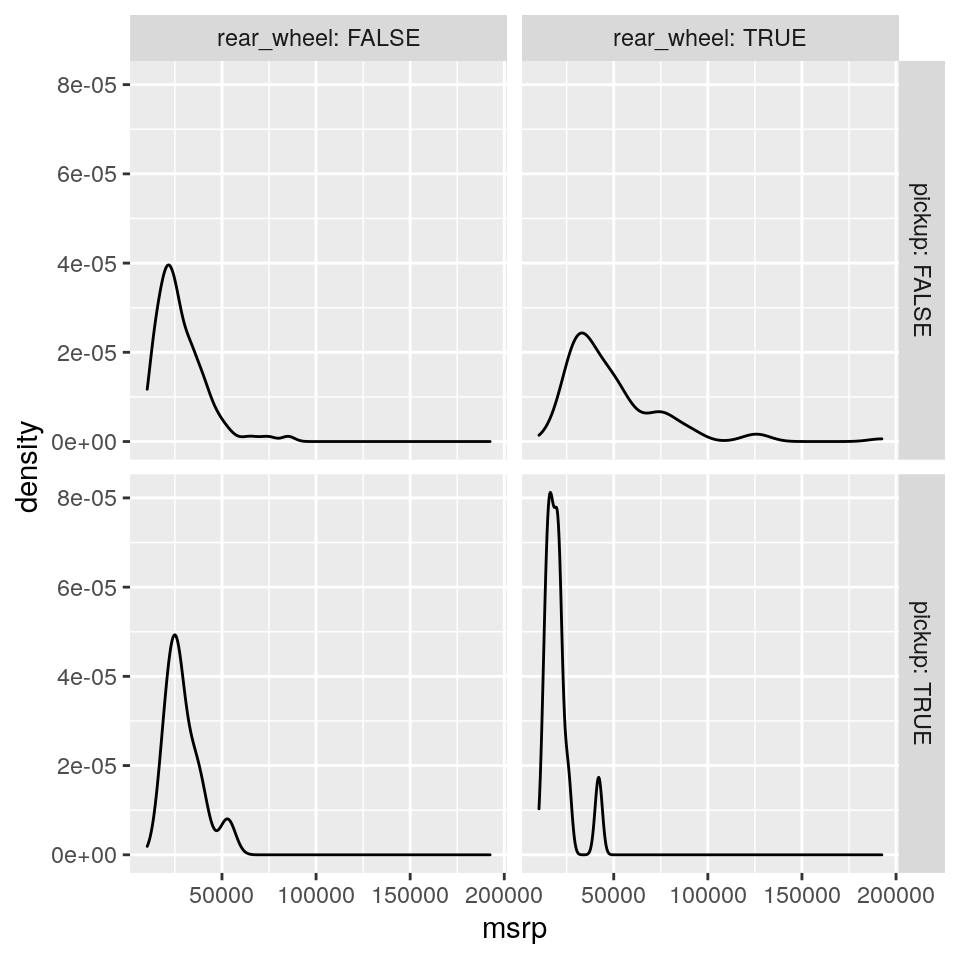 rear_wheel: FALSE
rear_wheel: TRUE
8e-05
6e-05
4e-05
2e-05
0e+00
pickup: FALSE
density
8e-05
6e-05
4e-05
2e-05
0e+00
pickup: TRUE
50000 100000 150000 200000 50000 100000 150000 200000
msrp